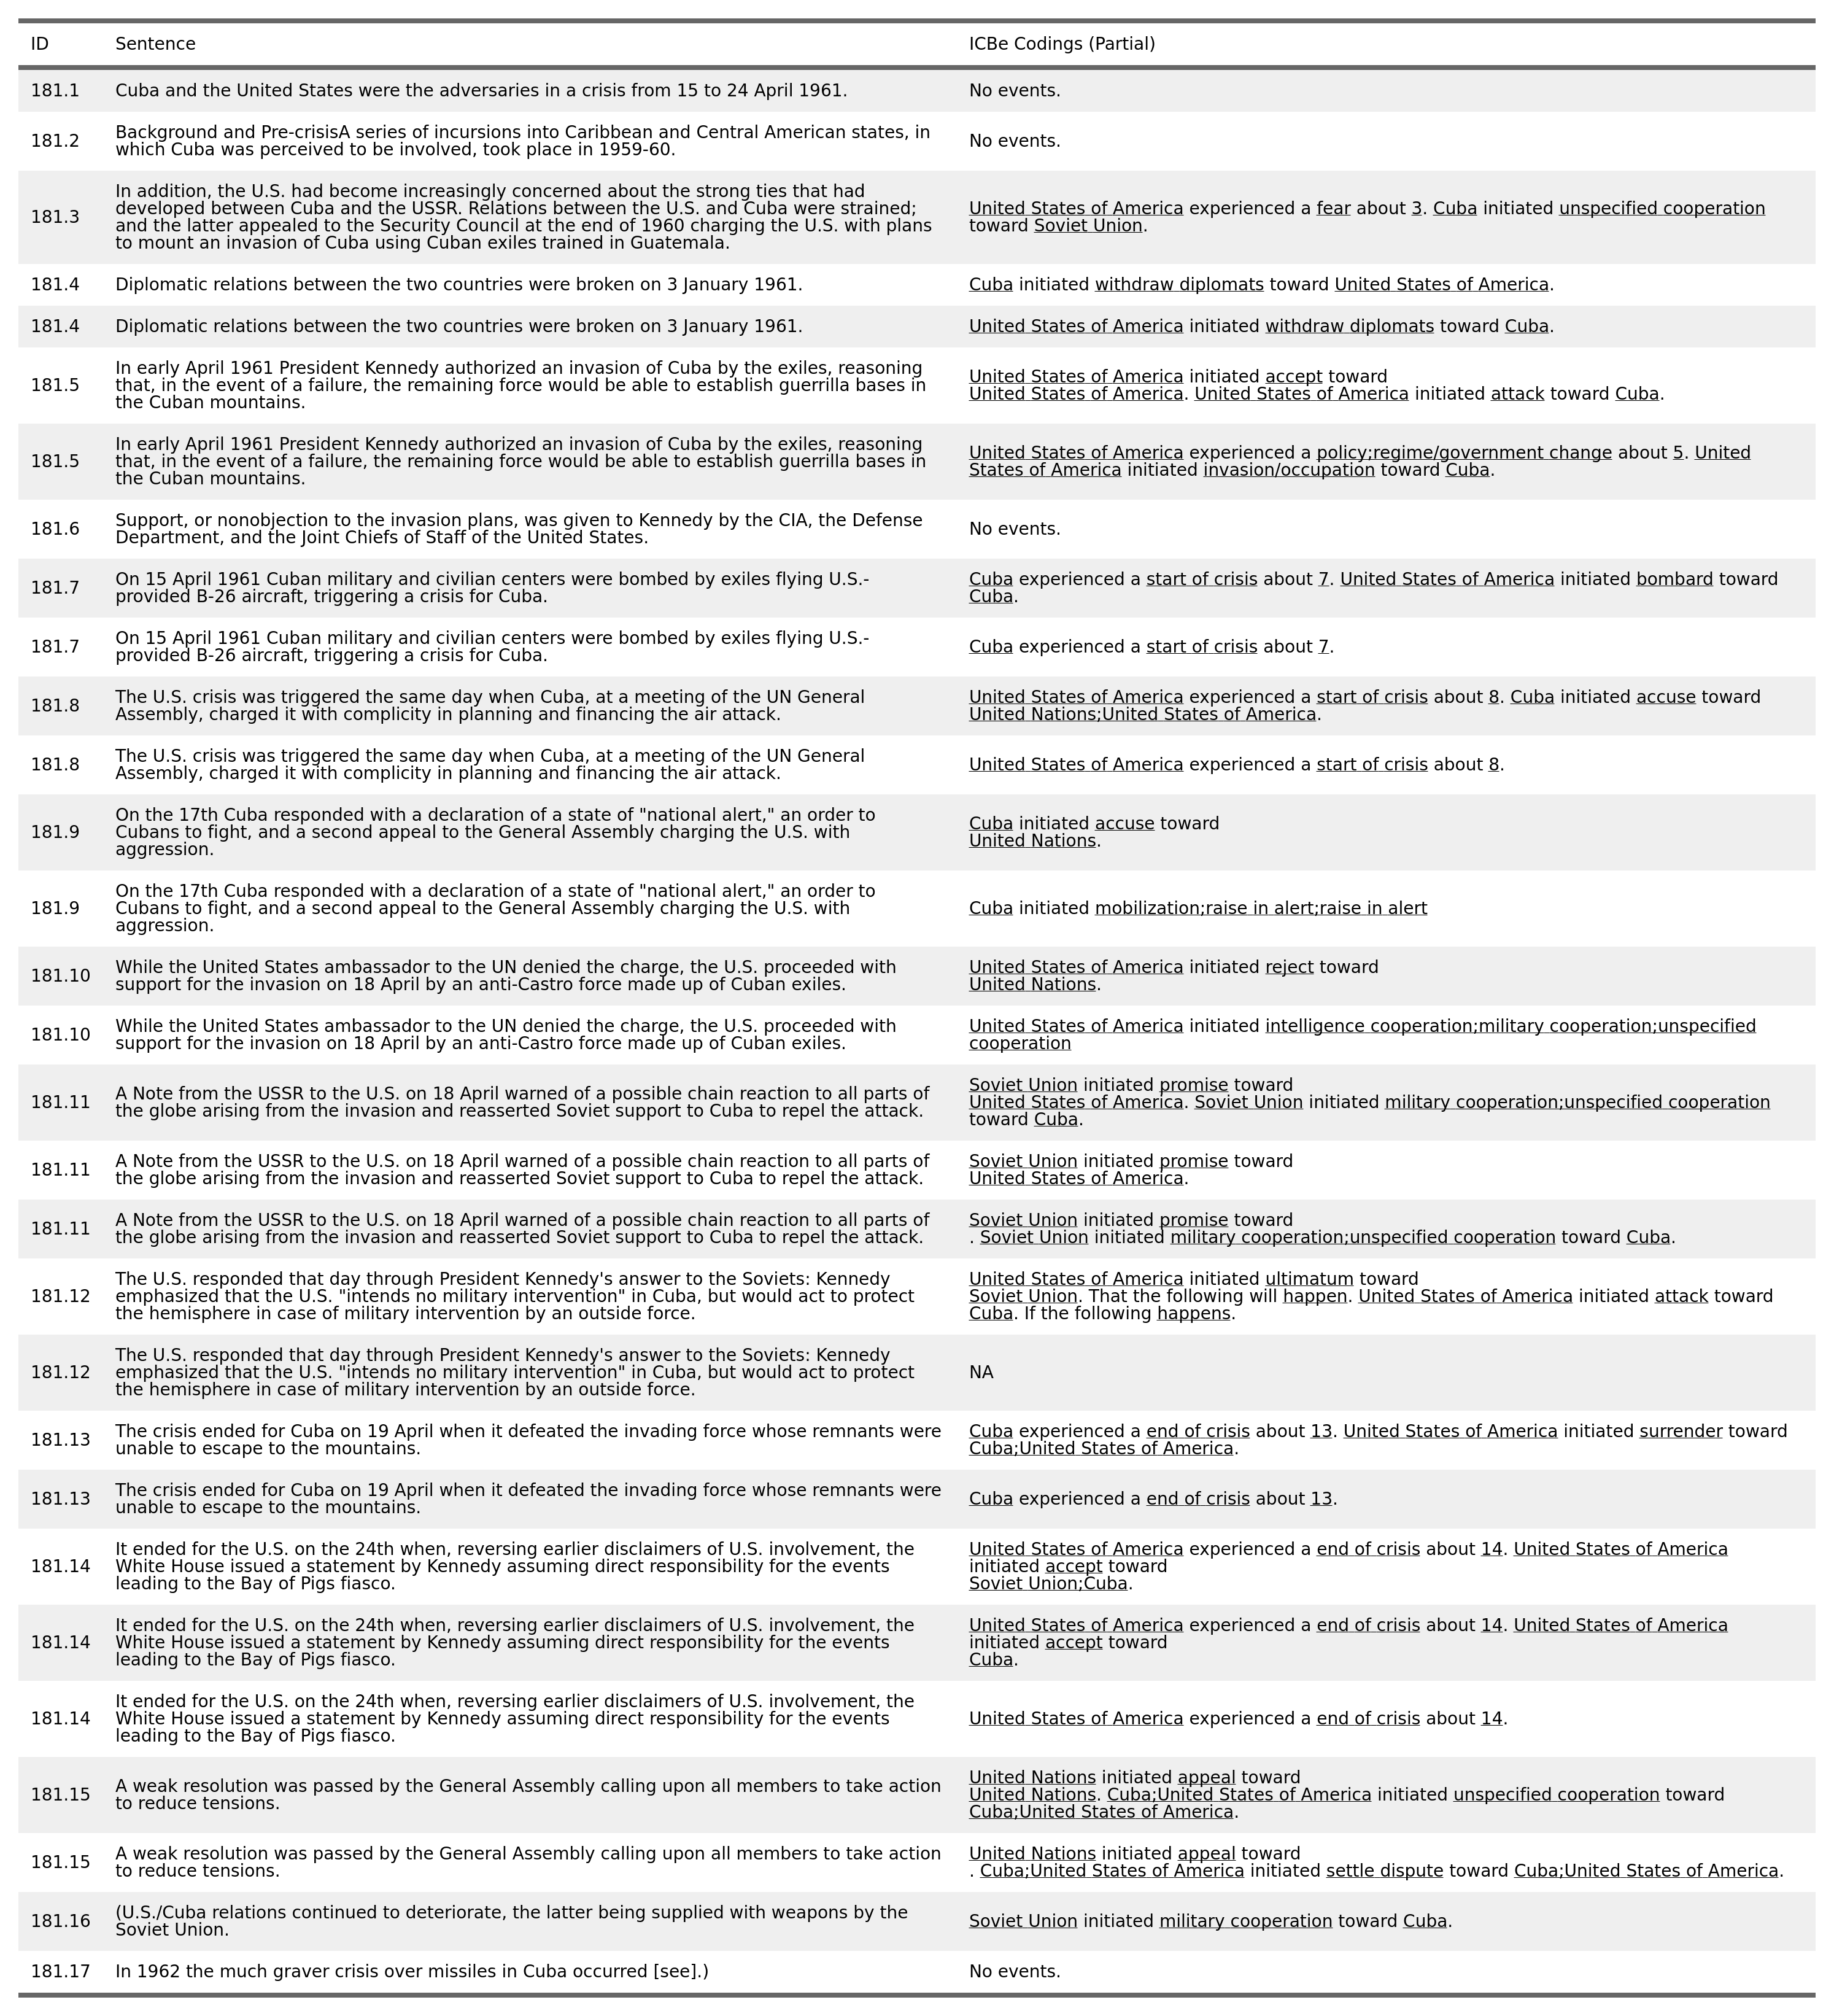 ID Sentence ICBe Codings (Partial)
181.1 Cuba and the United States were the adversaries in a crisis from 15 to 24 April 1961. No events.
181.2 Background and Pre-crisisA series of incursions into Caribbean and Central American states, in
which Cuba was perceived to be involved, took place in 1959-60. No events.
181.3 In addition, the U.S. had become increasingly concerned about the strong ties that had
developed between Cuba and the USSR. Relations between the U.S. and Cuba were strained;
and the latter appealed to the Security Council at the end of 1960 charging the U.S. with plans
to mount an invasion of Cuba using Cuban exiles trained in Guatemala.
United States of America experienced a fear about 3. Cuba initiated unspecified cooperation
toward Soviet Union.
181.4 Diplomatic relations between the two countries were broken on 3 January 1961. Cuba initiated withdraw diplomats toward United States of America.
181.4 Diplomatic relations between the two countries were broken on 3 January 1961. United States of America initiated withdraw diplomats toward Cuba.
181.5 In early April 1961 President Kennedy authorized an invasion of Cuba by the exiles, reasoning
that, in the event of a failure, the remaining force would be able to establish guerrilla bases in
the Cuban mountains.
United States of America initiated accept toward
United States of America. United States of America initiated attack toward Cuba.
181.5 In early April 1961 President Kennedy authorized an invasion of Cuba by the exiles, reasoning
that, in the event of a failure, the remaining force would be able to establish guerrilla bases in
the Cuban mountains.
United States of America experienced a policy;regime/government change about 5. United
States of America initiated invasion/occupation toward Cuba.
181.6 Support, or nonobjection to the invasion plans, was given to Kennedy by the CIA, the Defense
Department, and the Joint Chiefs of Staff of the United States. No events.
181.7 On 15 April 1961 Cuban military and civilian centers were bombed by exiles flying U.S.-
provided B-26 aircraft, triggering a crisis for Cuba.
Cuba experienced a start of crisis about 7. United States of America initiated bombard toward
Cuba.
181.7 On 15 April 1961 Cuban military and civilian centers were bombed by exiles flying U.S.-
provided B-26 aircraft, triggering a crisis for Cuba.
Cuba experienced a start of crisis about 7.
181.8 The U.S. crisis was triggered the same day when Cuba, at a meeting of the UN General
Assembly, charged it with complicity in planning and financing the air attack.
United States of America experienced a start of crisis about 8. Cuba initiated accuse toward
United Nations;United States of America.
181.8 The U.S. crisis was triggered the same day when Cuba, at a meeting of the UN General
Assembly, charged it with complicity in planning and financing the air attack.
United States of America experienced a start of crisis about 8.
181.9 On the 17th Cuba responded with a declaration of a state of "national alert," an order to
Cubans to fight, and a second appeal to the General Assembly charging the U.S. with
aggression.
Cuba initiated accuse toward
United Nations.
181.9 On the 17th Cuba responded with a declaration of a state of "national alert," an order to
Cubans to fight, and a second appeal to the General Assembly charging the U.S. with
aggression.
Cuba initiated mobilization;raise in alert;raise in alert
181.10 While the United States ambassador to the UN denied the charge, the U.S. proceeded with
support for the invasion on 18 April by an anti-Castro force made up of Cuban exiles.
United States of America initiated reject toward
United Nations.
181.10 While the United States ambassador to the UN denied the charge, the U.S. proceeded with
support for the invasion on 18 April by an anti-Castro force made up of Cuban exiles.
United States of America initiated intelligence cooperation;military cooperation;unspecified
cooperation
181.11 A Note from the USSR to the U.S. on 18 April warned of a possible chain reaction to all parts of
the globe arising from the invasion and reasserted Soviet support to Cuba to repel the attack.
Soviet Union initiated promise toward
United States of America. Soviet Union initiated military cooperation;unspecified cooperation
toward Cuba.
181.11 A Note from the USSR to the U.S. on 18 April warned of a possible chain reaction to all parts of
the globe arising from the invasion and reasserted Soviet support to Cuba to repel the attack.
Soviet Union initiated promise toward
United States of America.
181.11 A Note from the USSR to the U.S. on 18 April warned of a possible chain reaction to all parts of
the globe arising from the invasion and reasserted Soviet support to Cuba to repel the attack.
Soviet Union initiated promise toward
. Soviet Union initiated military cooperation;unspecified cooperation toward Cuba.
181.12 The U.S. responded that day through President Kennedy's answer to the Soviets: Kennedy
emphasized that the U.S. "intends no military intervention" in Cuba, but would act to protect
the hemisphere in case of military intervention by an outside force.
United States of America initiated ultimatum toward
Soviet Union. That the following will happen. United States of America initiated attack toward
Cuba. If the following happens.
181.12 The U.S. responded that day through President Kennedy's answer to the Soviets: Kennedy
emphasized that the U.S. "intends no military intervention" in Cuba, but would act to protect
the hemisphere in case of military intervention by an outside force.
NA
181.13 The crisis ended for Cuba on 19 April when it defeated the invading force whose remnants were
unable to escape to the mountains.
Cuba experienced a end of crisis about 13. United States of America initiated surrender toward
Cuba;United States of America.
181.13 The crisis ended for Cuba on 19 April when it defeated the invading force whose remnants were
unable to escape to the mountains.
Cuba experienced a end of crisis about 13.
181.14 It ended for the U.S. on the 24th when, reversing earlier disclaimers of U.S. involvement, the
White House issued a statement by Kennedy assuming direct responsibility for the events
leading to the Bay of Pigs fiasco.
United States of America experienced a end of crisis about 14. United States of America
initiated accept toward
Soviet Union;Cuba.
181.14 It ended for the U.S. on the 24th when, reversing earlier disclaimers of U.S. involvement, the
White House issued a statement by Kennedy assuming direct responsibility for the events
leading to the Bay of Pigs fiasco.
United States of America experienced a end of crisis about 14. United States of America
initiated accept toward
Cuba.
181.14 It ended for the U.S. on the 24th when, reversing earlier disclaimers of U.S. involvement, the
White House issued a statement by Kennedy assuming direct responsibility for the events
leading to the Bay of Pigs fiasco.
United States of America experienced a end of crisis about 14.
181.15 A weak resolution was passed by the General Assembly calling upon all members to take action
to reduce tensions.
United Nations initiated appeal toward
United Nations. Cuba;United States of America initiated unspecified cooperation toward
Cuba;United States of America.
181.15 A weak resolution was passed by the General Assembly calling upon all members to take action
to reduce tensions.
United Nations initiated appeal toward
. Cuba;United States of America initiated settle dispute toward Cuba;United States of America.
181.16 (U.S./Cuba relations continued to deteriorate, the latter being supplied with weapons by the
Soviet Union.
Soviet Union initiated military cooperation toward Cuba.
181.17 In 1962 the much graver crisis over missiles in Cuba occurred [see].) No events.